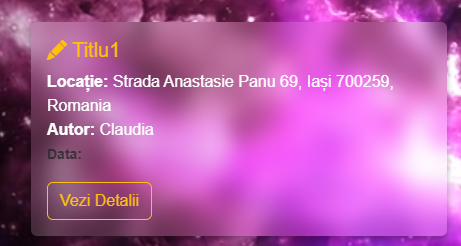 Titlu1
Locație: Strada Anastasie Panu 69, Iași 700259,
Romania
Autor: Claudia
Data:
Vezi Detalii